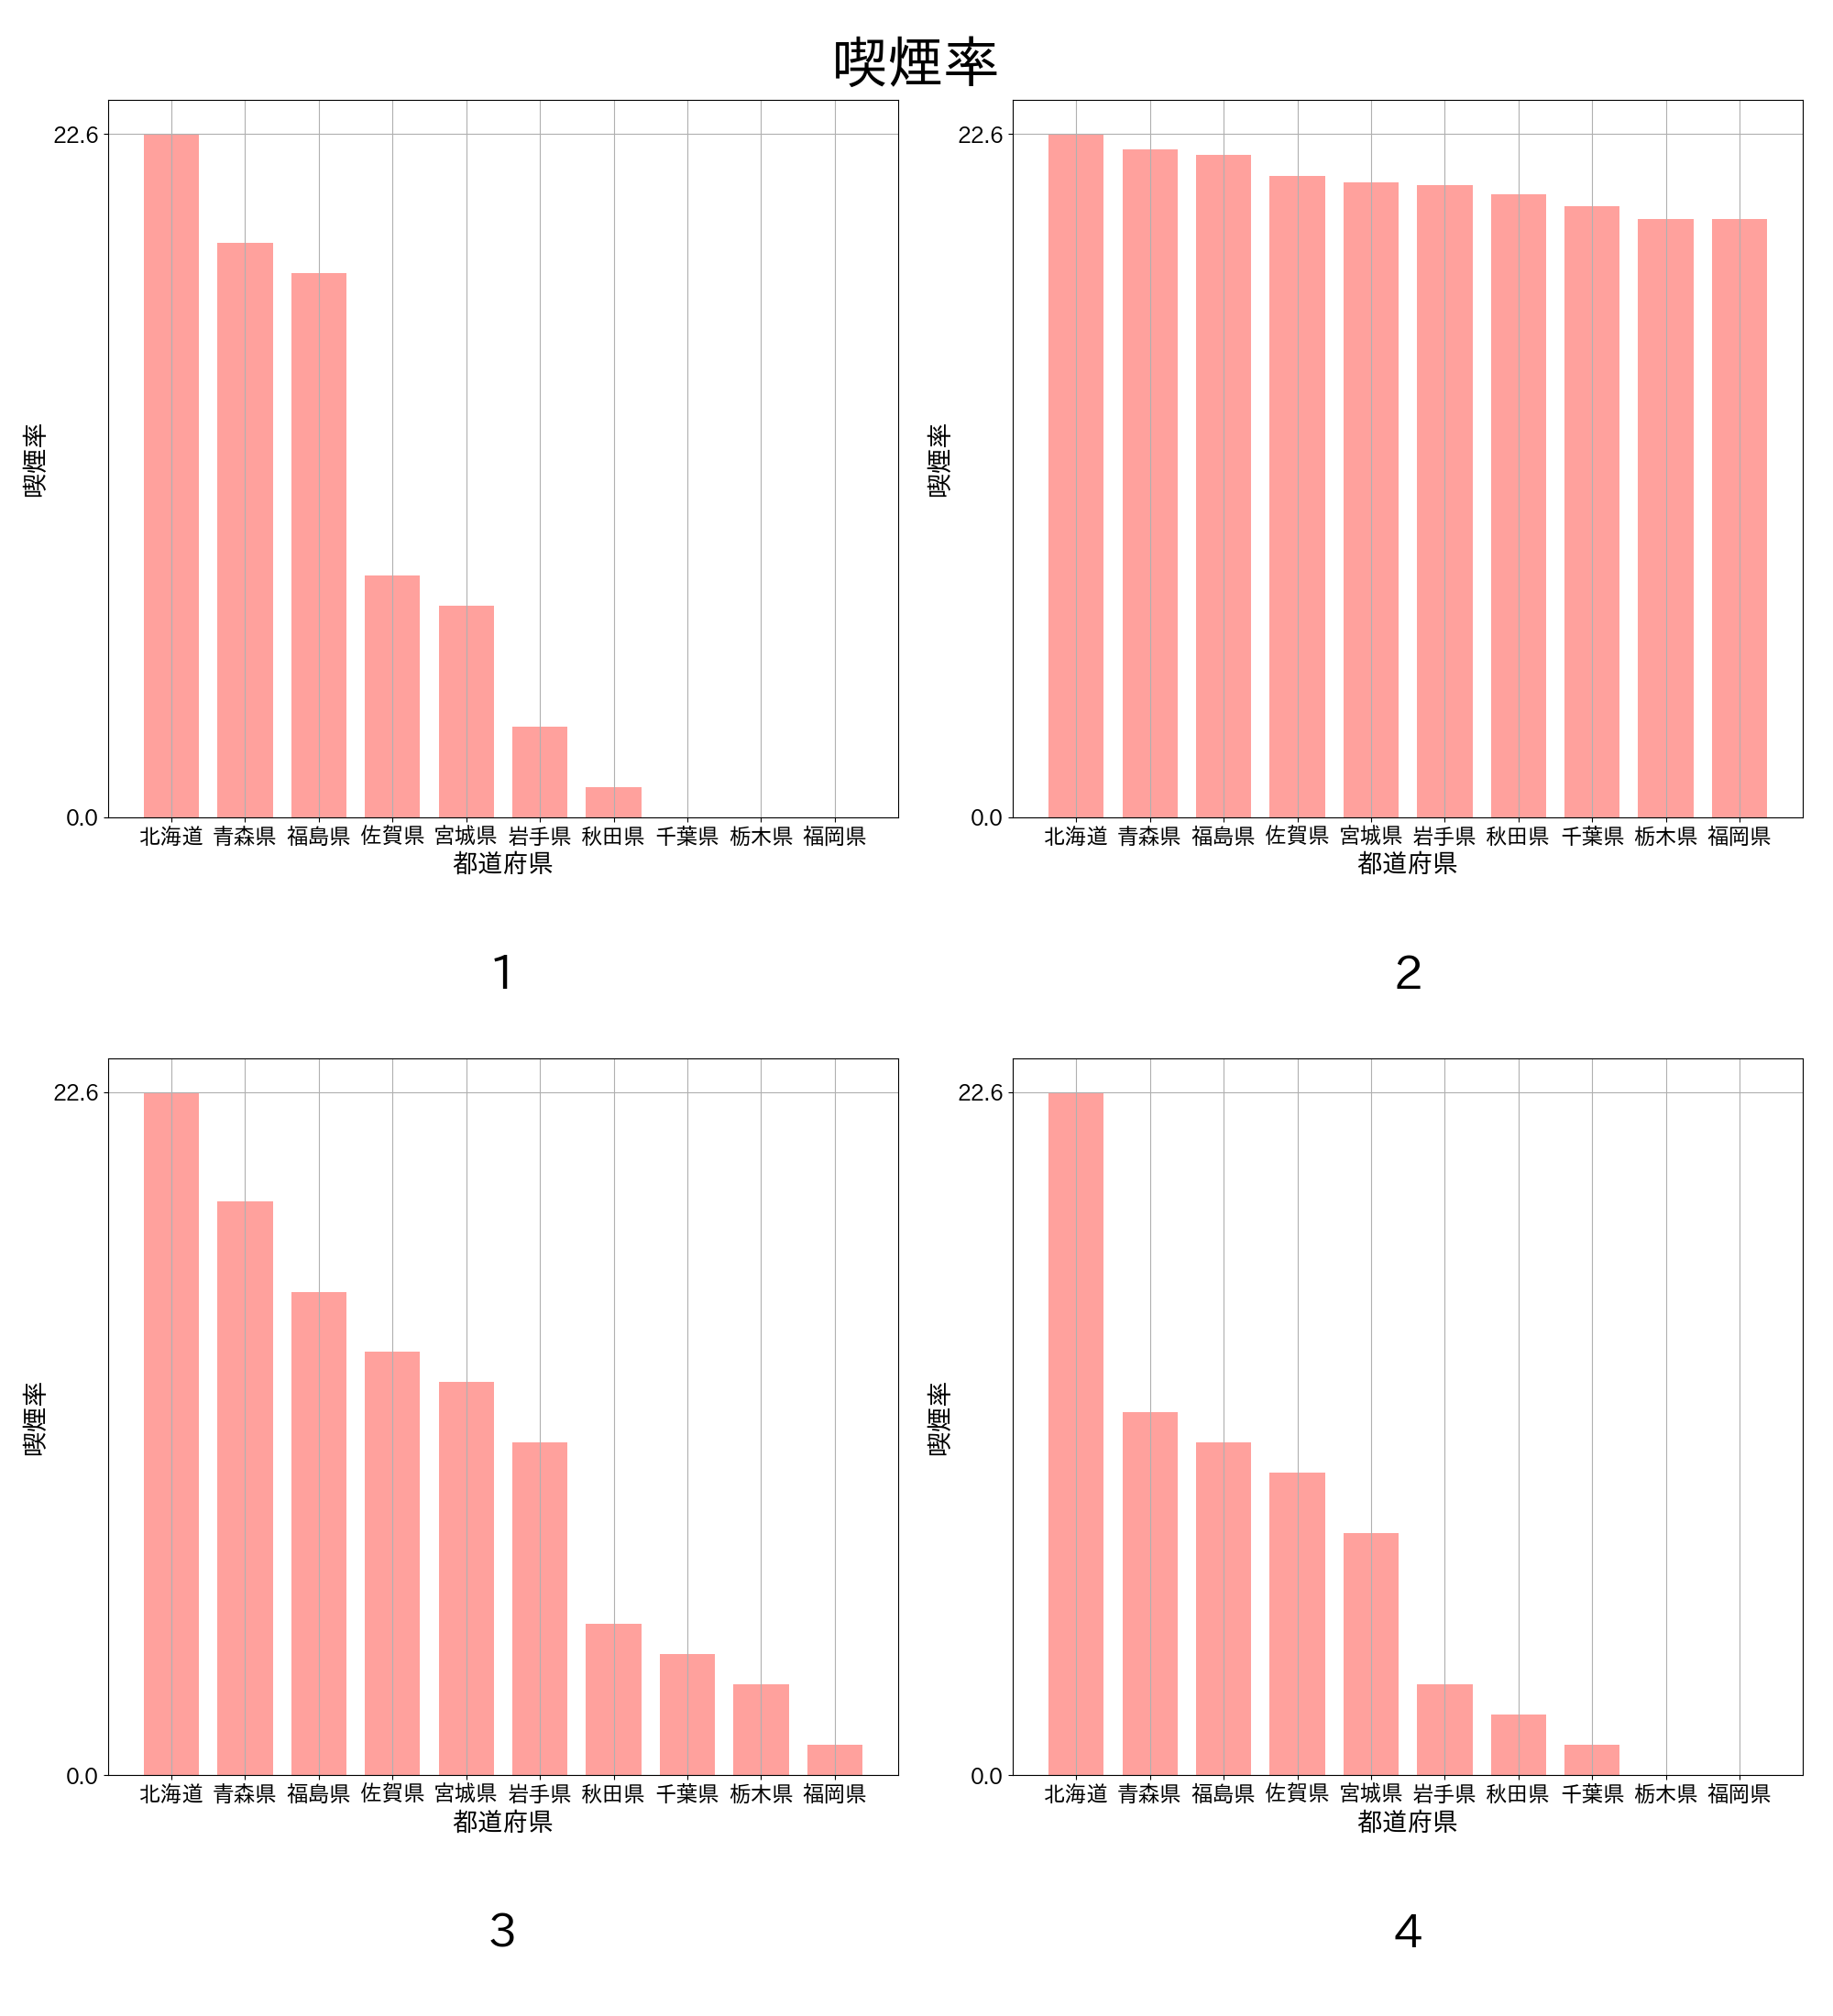 喫煙率
22.6
0.0
喫煙率
北海道 青森県 福島県 佐賀県 宮城県 岩手県 秋田県 千葉県 栃木県 福岡県
都道府県
1
22.6
0.0
喫煙率
北海道 青森県 福島県 佐賀県 宮城県 岩手県 秋田県 千葉県 栃木県 福岡県
都道府県
2
22.6
0.0
喫煙率
北海道 青森県 福島県 佐賀県 宮城県 岩手県 秋田県 千葉県 栃木県 福岡県
都道府県
3
22.6
0.0
喫煙率
北海道 青森県 福島県 佐賀県 宮城県 岩手県 秋田県 千葉県 栃木県 福岡県
都道府県
4